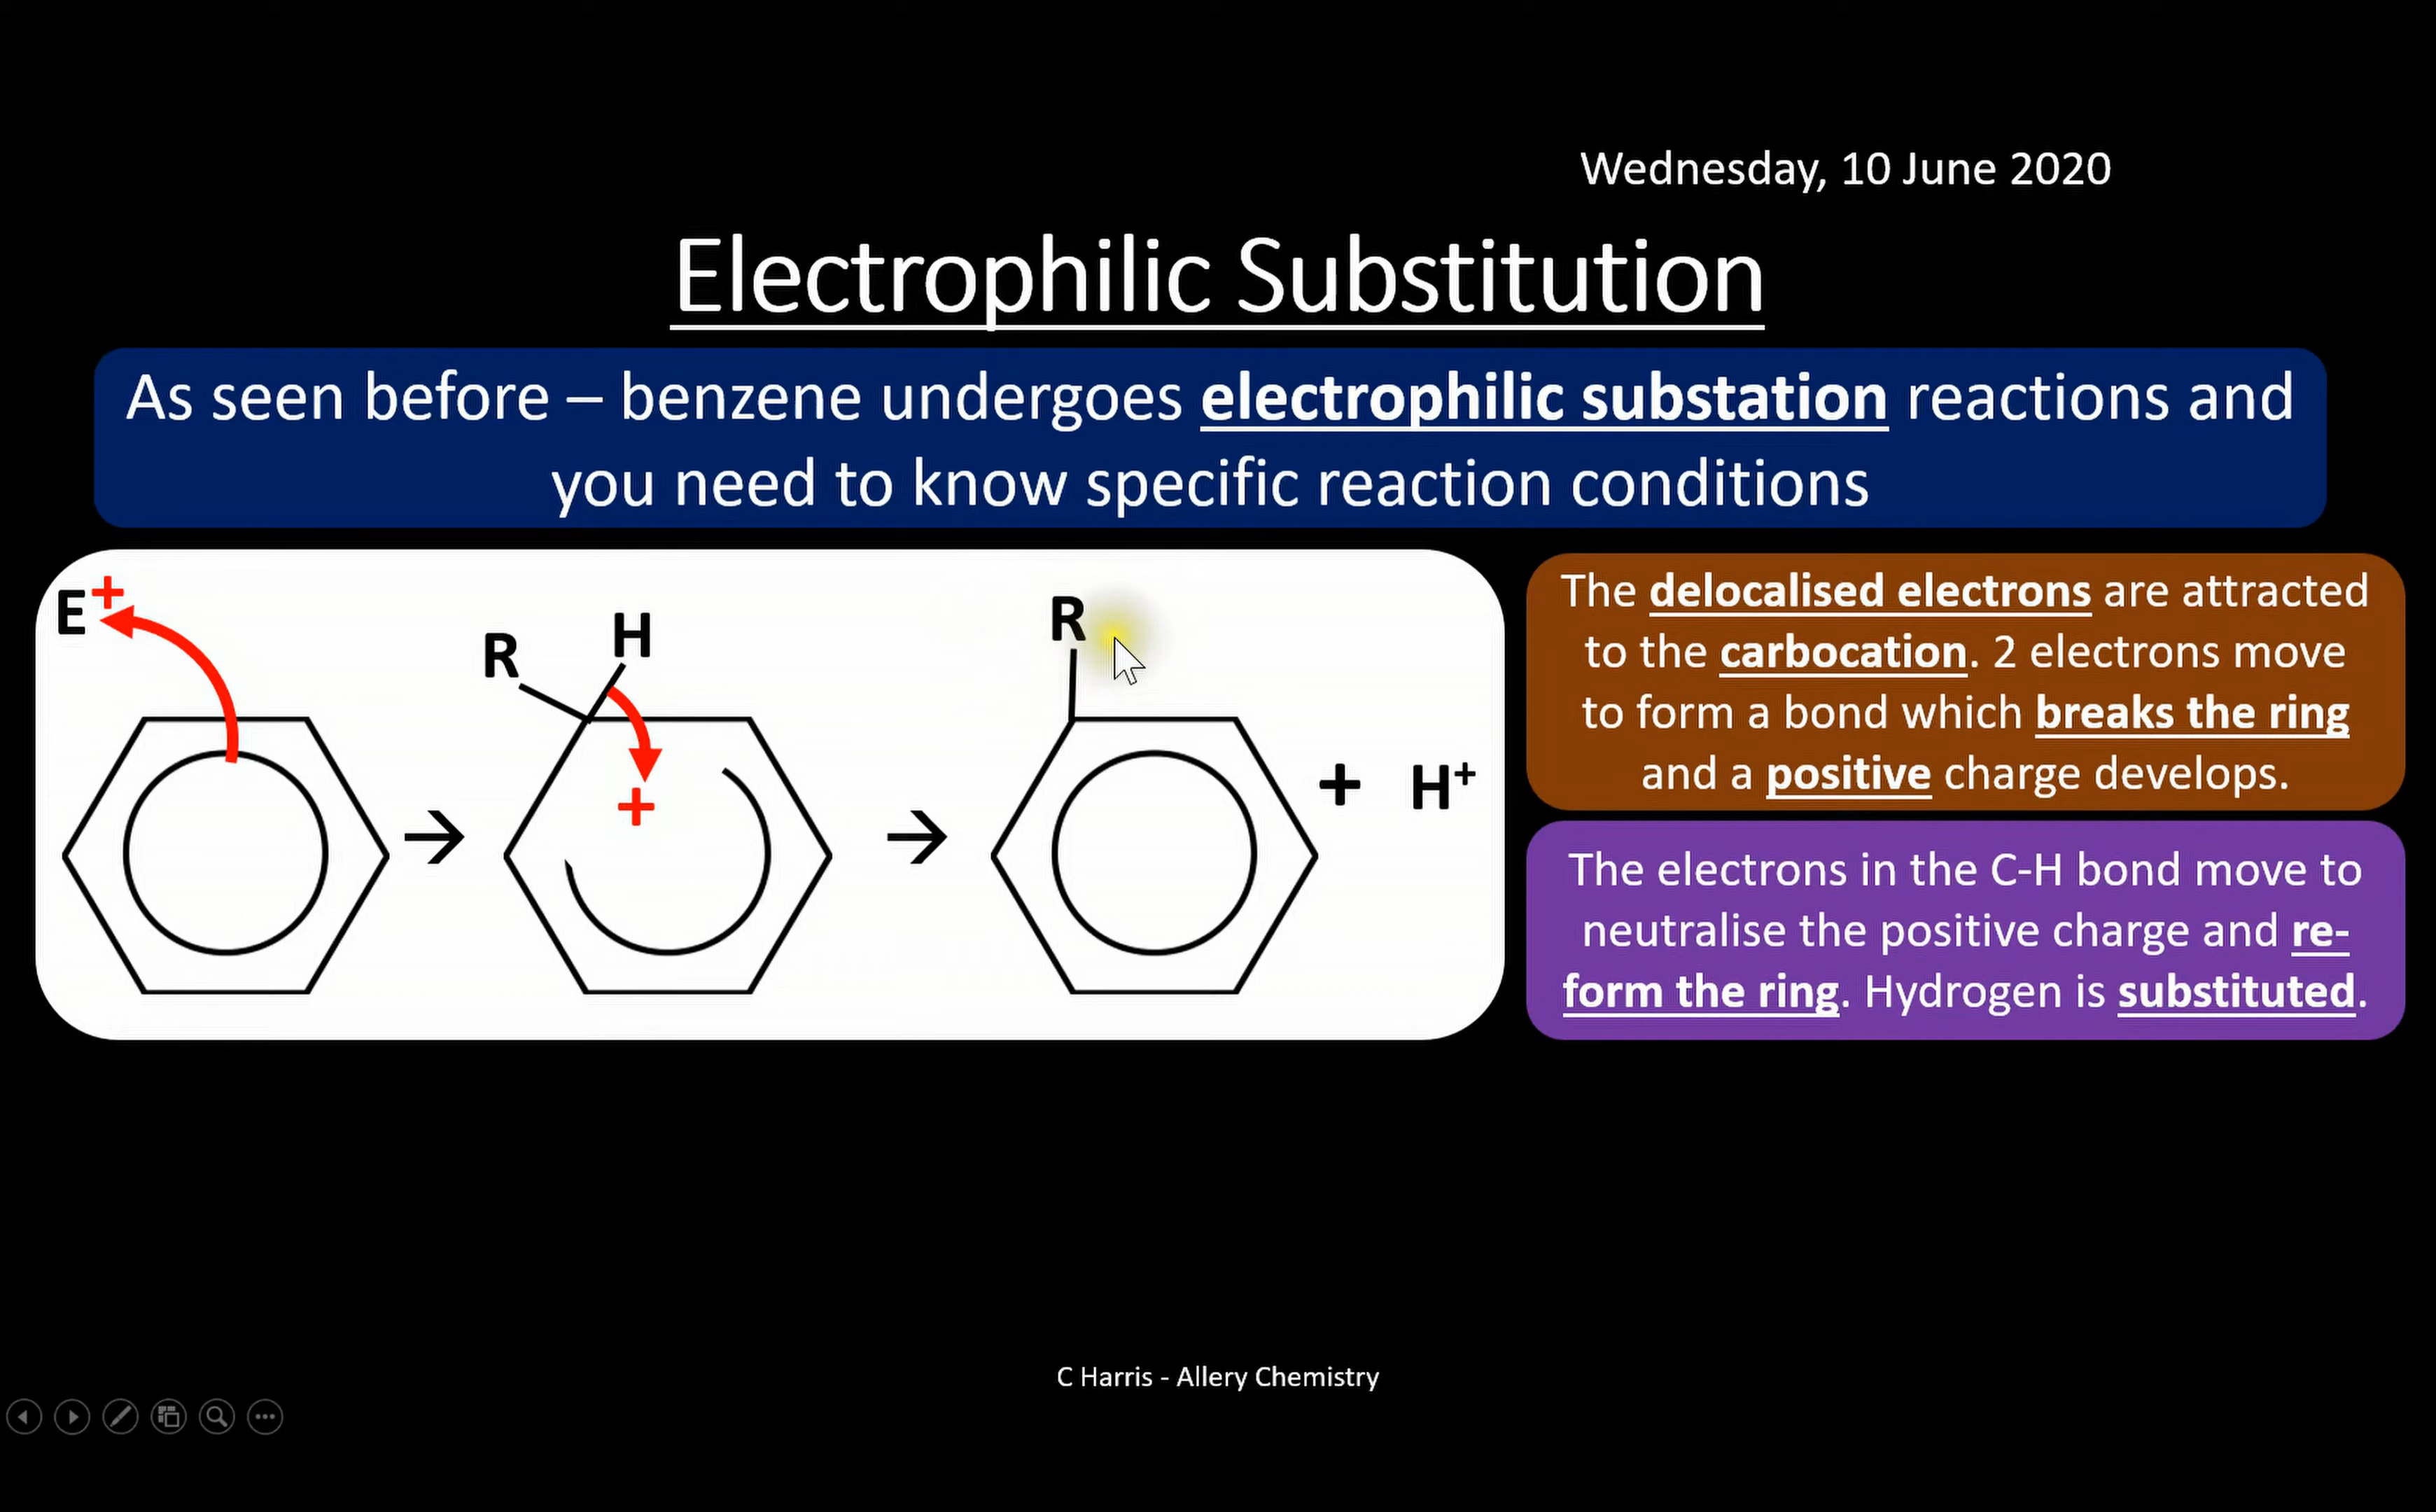 Wednesday, 10 June 2020
Electrophilic Substitution
As seen before – benzene undergoes electrophilic substation reactions and
you need to know specific reaction conditions
E+
R
H
+
R
+ H+
The delocalised electrons are attracted
to the carbocation. 2 electrons move
to form a bond which breaks the ring
and a positive charge develops.
The electrons in the C-H bond move to
neutralise the positive charge and re-
form the ring. Hydrogen is substituted.
C Harris - Allery Chemistry